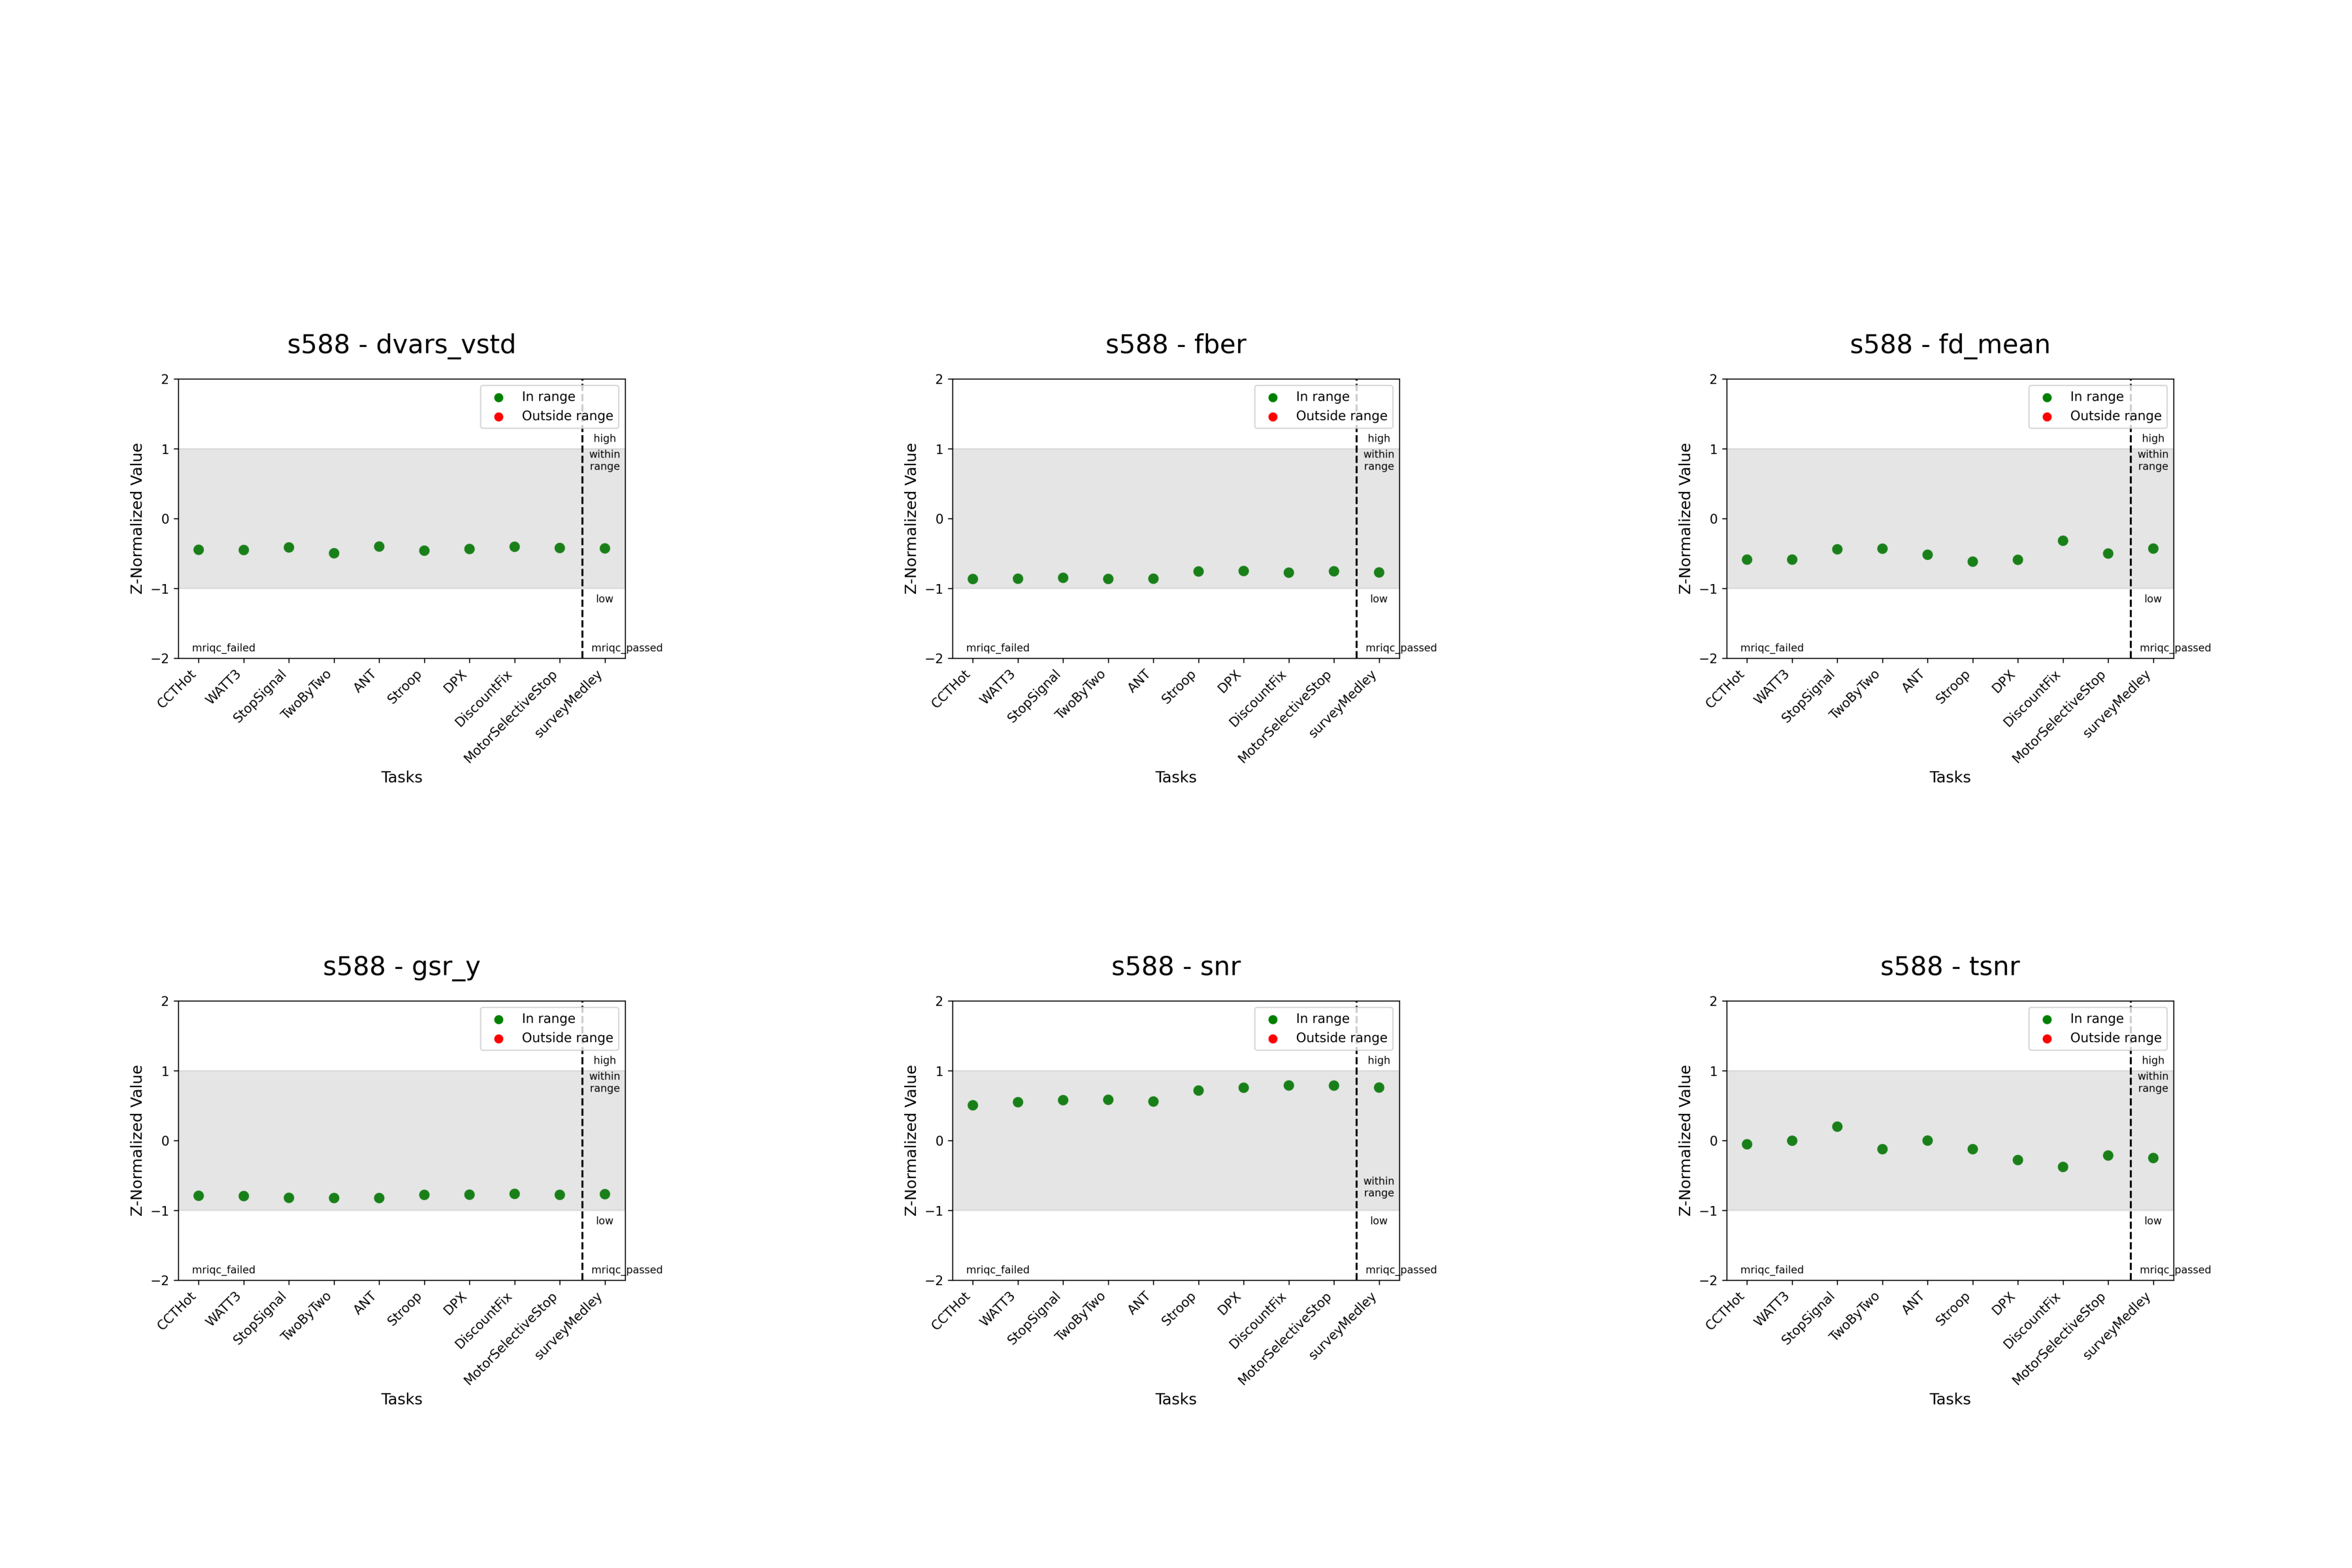 s588 - dvars_vstd
2
1
0
−1
−2
Z-Normalized Value
In range
Outside range
high
within
range
low
mriqc_failed
mriqc_passed
CCTHot
WATT3
StopSignal
TwoByTwo
ANT
Stroop
DPX
DiscountFix
MotorSelectiveStop
surveyMedley
Tasks
s588 - fber
2
1
0
−1
−2
Z-Normalized Value
In range
Outside range
high
within
range
low
mriqc_failed
mriqc_passed
CCTHot
WATT3
StopSignal
TwoByTwo
ANT
Stroop
DPX
DiscountFix
MotorSelectiveStop
surveyMedley
Tasks
s588 - fd_mean
2
1
0
−1
−2
Z-Normalized Value
In range
Outside range
high
within
range
low
mriqc_failed
mriqc_passed
CCTHot
WATT3
StopSignal
TwoByTwo
ANT
Stroop
DPX
DiscountFix
MotorSelectiveStop
surveyMedley
Tasks
s588 - gsr_y
2
1
0
−1
−2
Z-Normalized Value
In range
Outside range
high
within
range
low
mriqc_failed
mriqc_passed
CCTHot
WATT3
StopSignal
TwoByTwo
ANT
Stroop
DPX
DiscountFix
MotorSelectiveStop
surveyMedley
Tasks
s588 - snr
2
1
0
−1
−2
Z-Normalized Value
In range
Outside range
high
within
range
low
mriqc_failed
mriqc_passed
CCTHot
WATT3
StopSignal
TwoByTwo
ANT
Stroop
DPX
DiscountFix
MotorSelectiveStop
surveyMedley
Tasks
s588 - tsnr
2
1
0
−1
−2
Z-Normalized Value
In range
Outside range
high
within
range
low
mriqc_failed
mriqc_passed
CCTHot
WATT3
StopSignal
TwoByTwo
ANT
Stroop
DPX
DiscountFix
MotorSelectiveStop
surveyMedley
Tasks